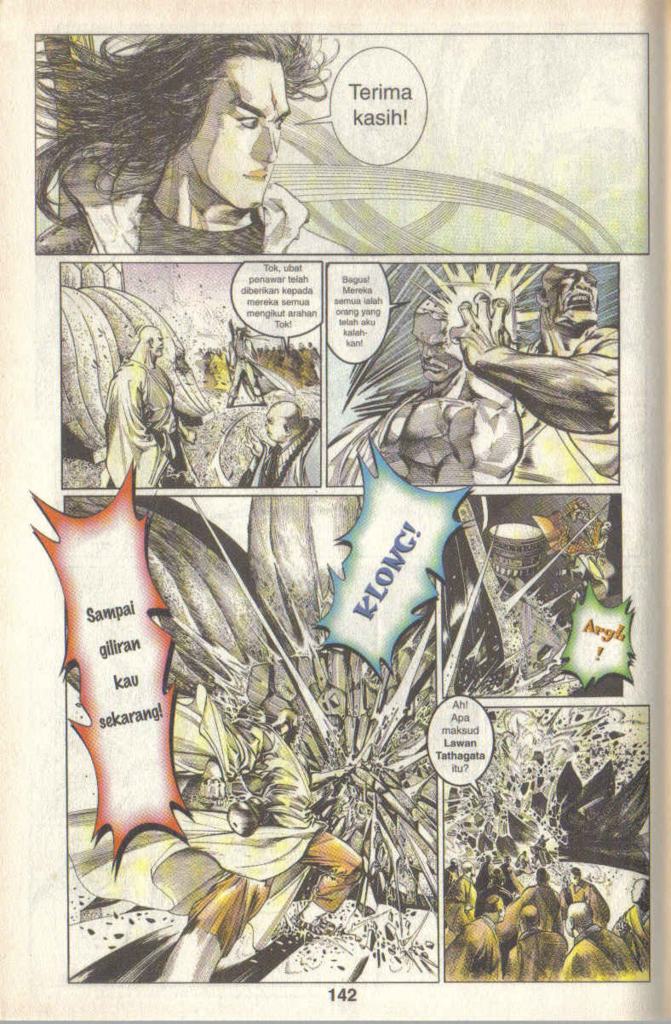 Terima
kasih!
Tok, ubat
penawar telah
diberikan kepada
mereka semua
mengikut arahan
Tok!
Bagus!
Mereka
semua ialah
orang yang
telah aku
kalah-
kan!
Sampai
giliran
kau
sekarang!
KLONG!
Argh
!
Ah!
Apa
maksud
Lawan
Tathagata
itu?
142